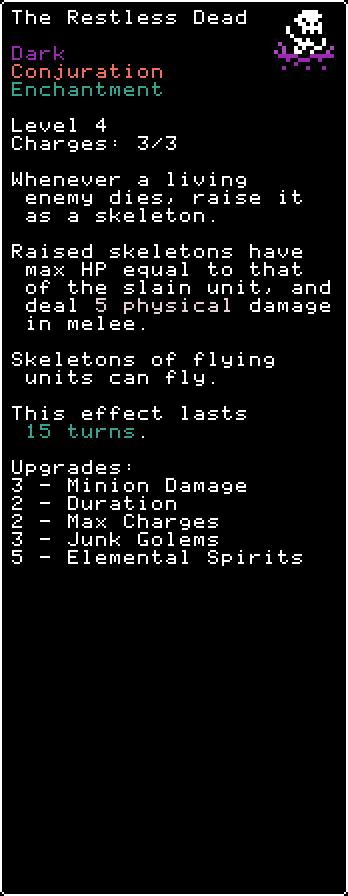 The Restless Dead
Dark
Conjuration
Enchantment
Level 4
Charges: 3/3
Whenever a living
enemy dies, raise it
as a skeleton.
Raised skeletons have
max HP equal to that
of the slain unit, and
deal 5 physical damage
in melee.
Skeletons of flying
units can fly.
This effect lasts
15 turns.
Upgrades:
3 - Minion Damage
2 - Duration
2 - Max Charges
3 - Junk Golems
5 - Elemental Spirits